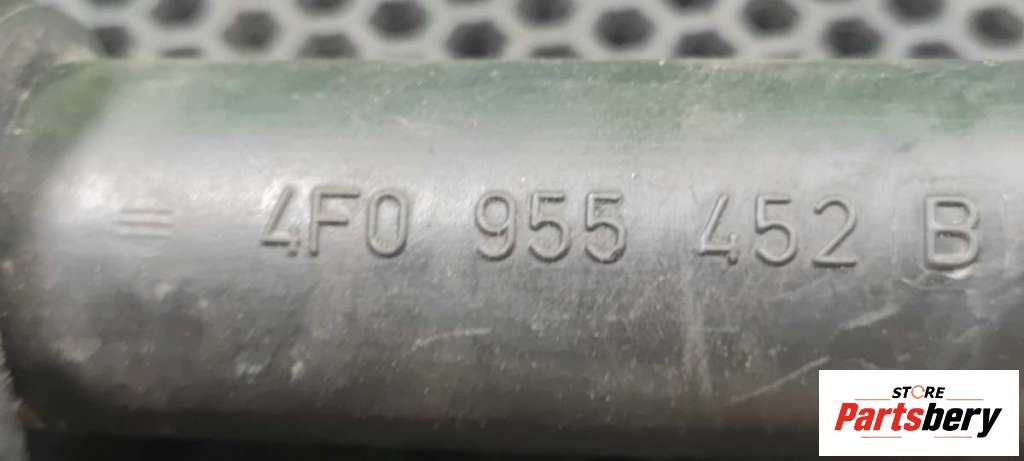 = 4F0 955 452 B
STORE
Partsbery